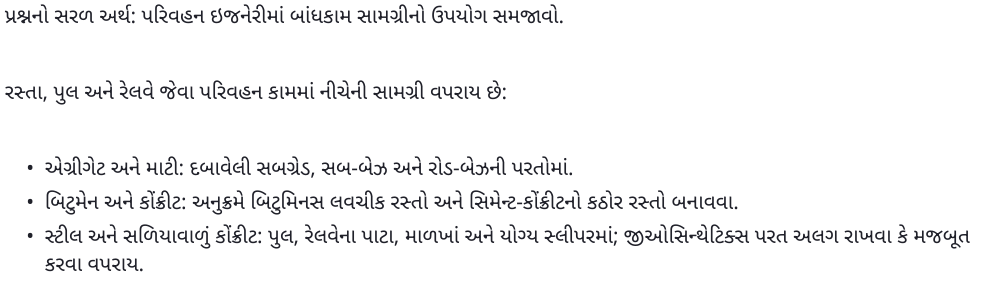 પ્રશ્નનો સરળ અર્થ: પરિવહન ઇજનેરીમાં બાંધકામ સામગ્રીનો ઉપયોગ સમજાવો.
રસ્તા, પુલ અને રેલવે જેવા પરિવહન કામમાં નીચેની સામગ્રી વપરાય છે:
• એગ્રીગેટ અને માટી: દબાવેલી સબગ્રેડ, સબ-બેઝ અને રોડ-બેઝની પરતોમાં.
• બિટુમેન અને કોંક્રીટ: અનુક્રમે બિટુમિનસ લવચીક રસ્તો અને સિમેન્ટ-કોંક્રીટનો કઠોર રસ્તો બનાવવા.
• સ્ટીલ અને સળિયાવાળું કોંક્રીટ: પુલ, રેલવેના પાટા, માળખાં અને યોગ્ય સ્લીપરમાં; જીઓસિન્થેટિક્સ પરત અલગ રાખવા કે મજબૂત
કરવા વપરાય.